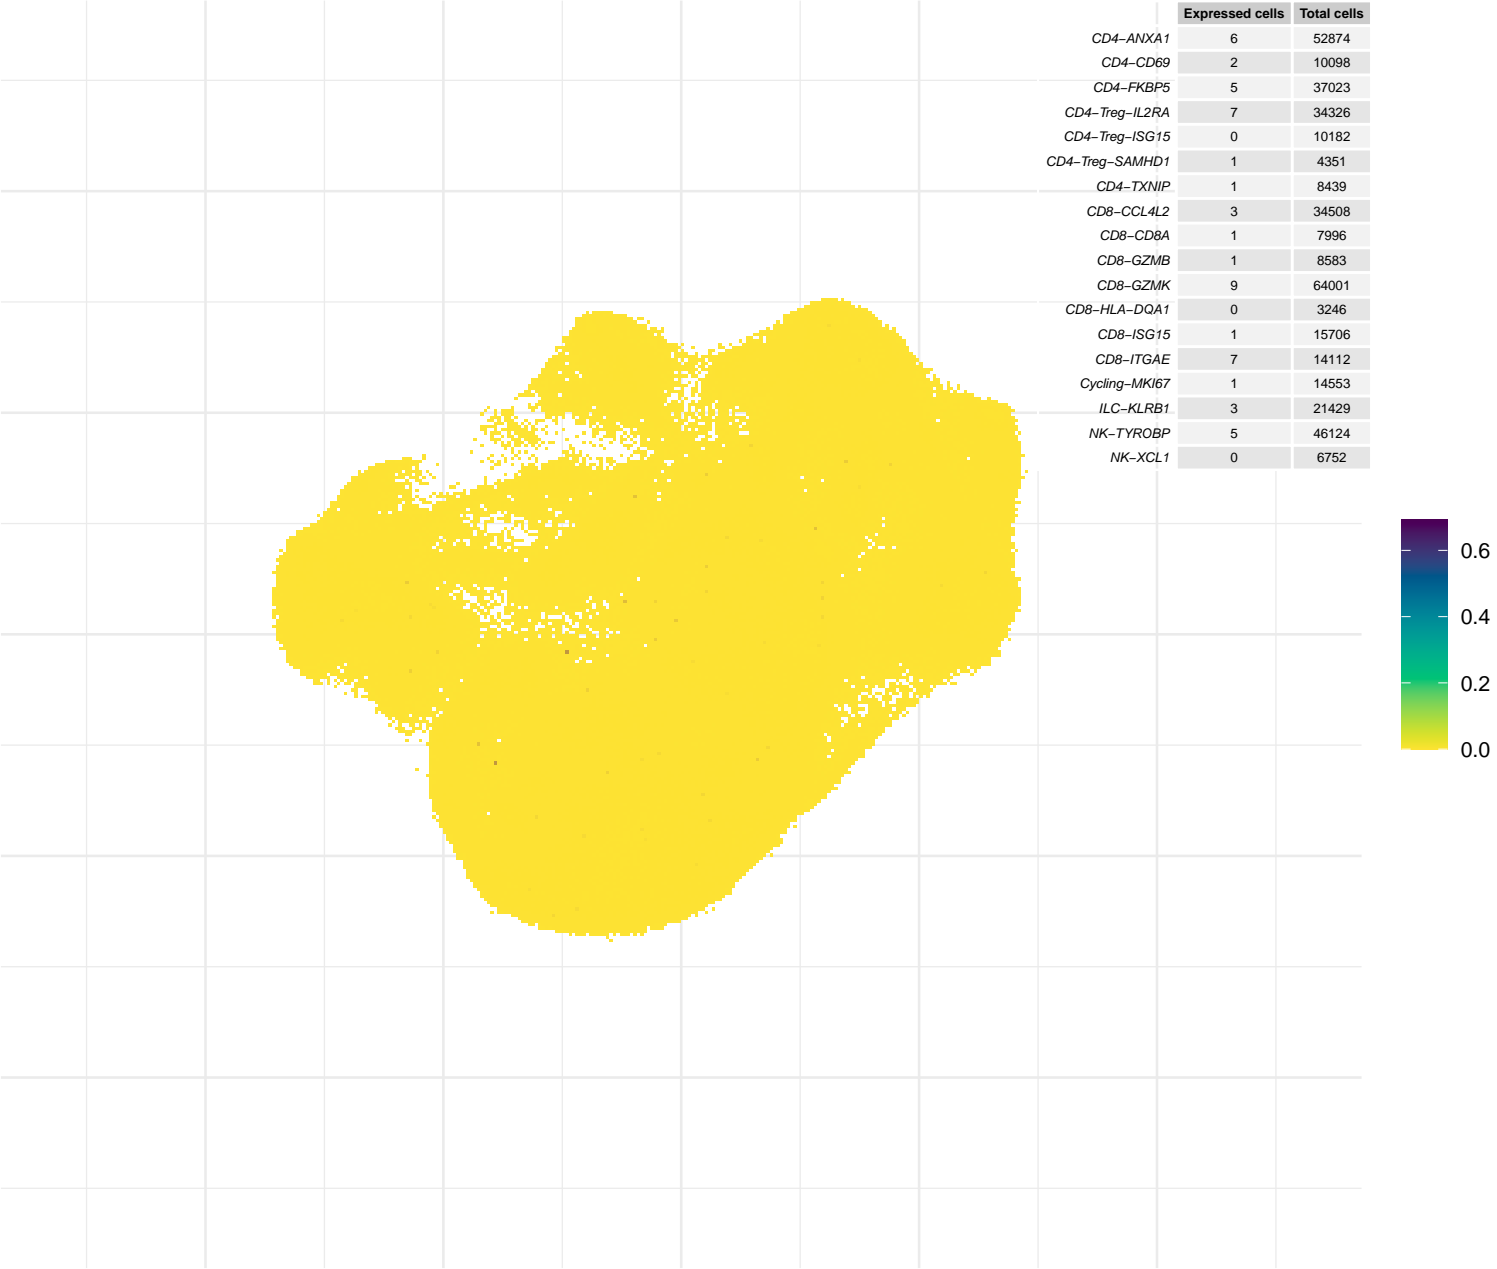 Expressed cells Total cells
CD4−ANXA1 6 52874
CD4−CD69 2 10098
CD4−FKBP5 5 37023
CD4−Treg−IL2RA 7 34326
CD4−Treg−ISG15 0 10182
CD4−Treg−SAMHD1 1 4351
CD4−TXNIP 1 8439
CD8−CCL4L2 3 34508
CD8−CD8A 1 7996
CD8−GZMB 1 8583
CD8−GZMK 9 64001
CD8−HLA−DQA1 0 3246
CD8−ISG15 1 15706
CD8−ITGAE 7 14112
Cycling−MKI67 1 14553
ILC−KLRB1 3 21429
NK−TYROBP 5 46124
NK−XCL1 0 6752
0.6
0.4
0.2
0.0